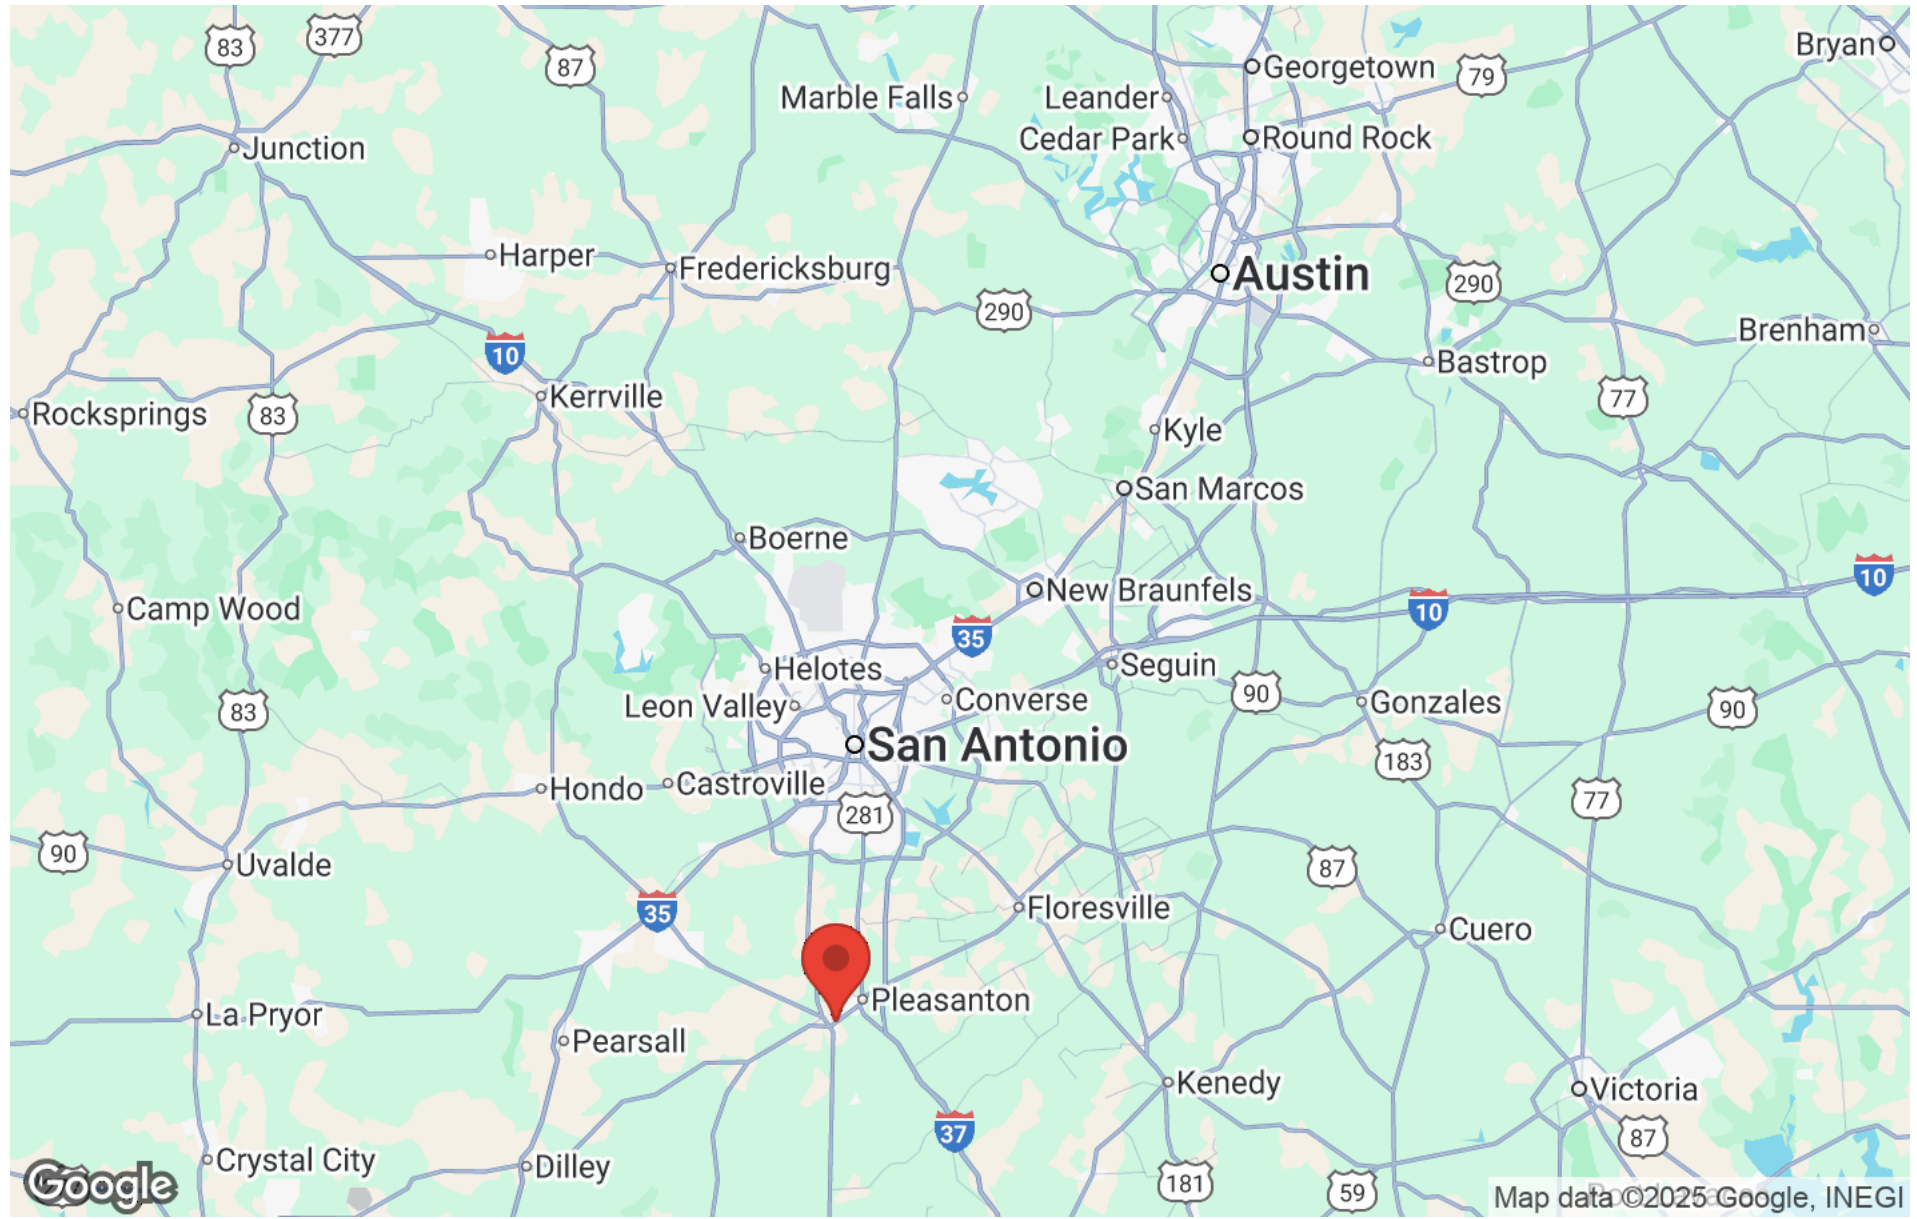 83
377
87
Bryan
Georgetown
79
Marble Falls
Leander
Cedar Park
Round Rock
Junction
Harper
Fredericksburg
Austin
290
290
10
Brenham
Bastrop
Kerrville
77
Rocksprings
83
Kyle
San Marcos
Boerne
10
New Braunfels
10
Camp Wood
35
Helotes
Seguin
90
Converse
Leon Valley
Gonzales
90
83
San Antonio
183
Castroville
Hondo
77
281
90
Uvalde
87
35
Floresville
Cuero
Pleasanton
La Pryor
Pearsall
Kenedy
Victoria
37
87
Crystal City
Dilley
181
59
Google
Map data ©2025 Google, INEGI